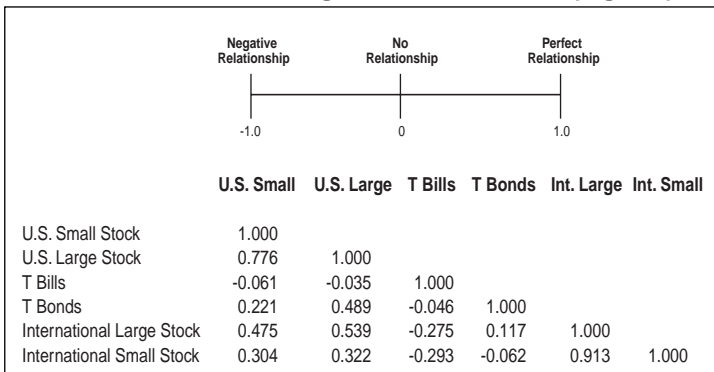 Negative No Perfect
Relationship Relationship Relationship
-1.0 0 1.0
U.S. Small U.S. Large T Bills T Bonds Int. Large Int. Small
U.S. Small Stock 1.000
U.S. Large Stock 0.776 1.000
T Bills -0.061 -0.035 1.000
T Bonds 0.221 0.489 -0.046 1.000
International Large Stock 0.475 0.539 -0.275 0.117 1.000
International Small Stock 0.304 0.322 -0.293 -0.062 0.913 1.000